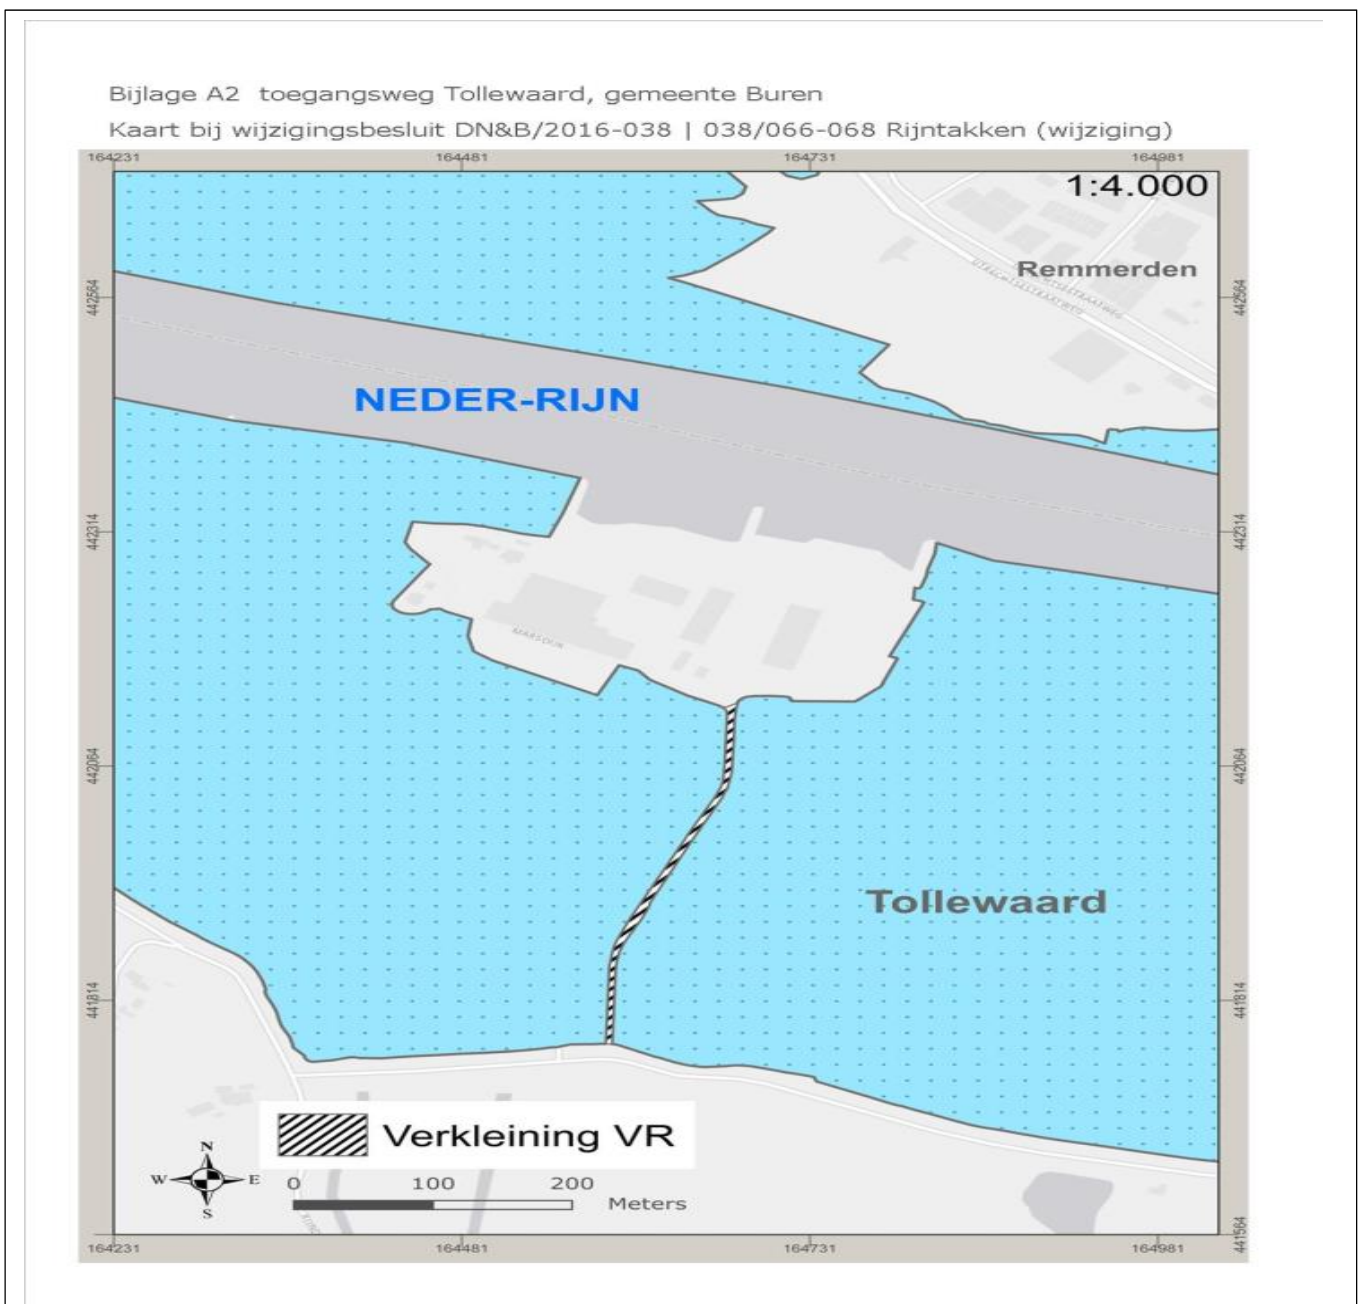 Bijlage A2 toegangsweg Tollewaard, gemeente Buren
Kaart bij wijzigingsbesluit DN&B/2016-038 | 038/066-068 Rijntakken (wijziging)
164231 164481 164731 164981
1:4.000
Remmerden
442564 442564
NEDER-RIJN
442314 442314
MARSDIJK
442064 442064
Tollewaard
441814 441814
Verkleining VR
N
W E
S
0 100 200
Meters
441564
164231 164481 164731 164981